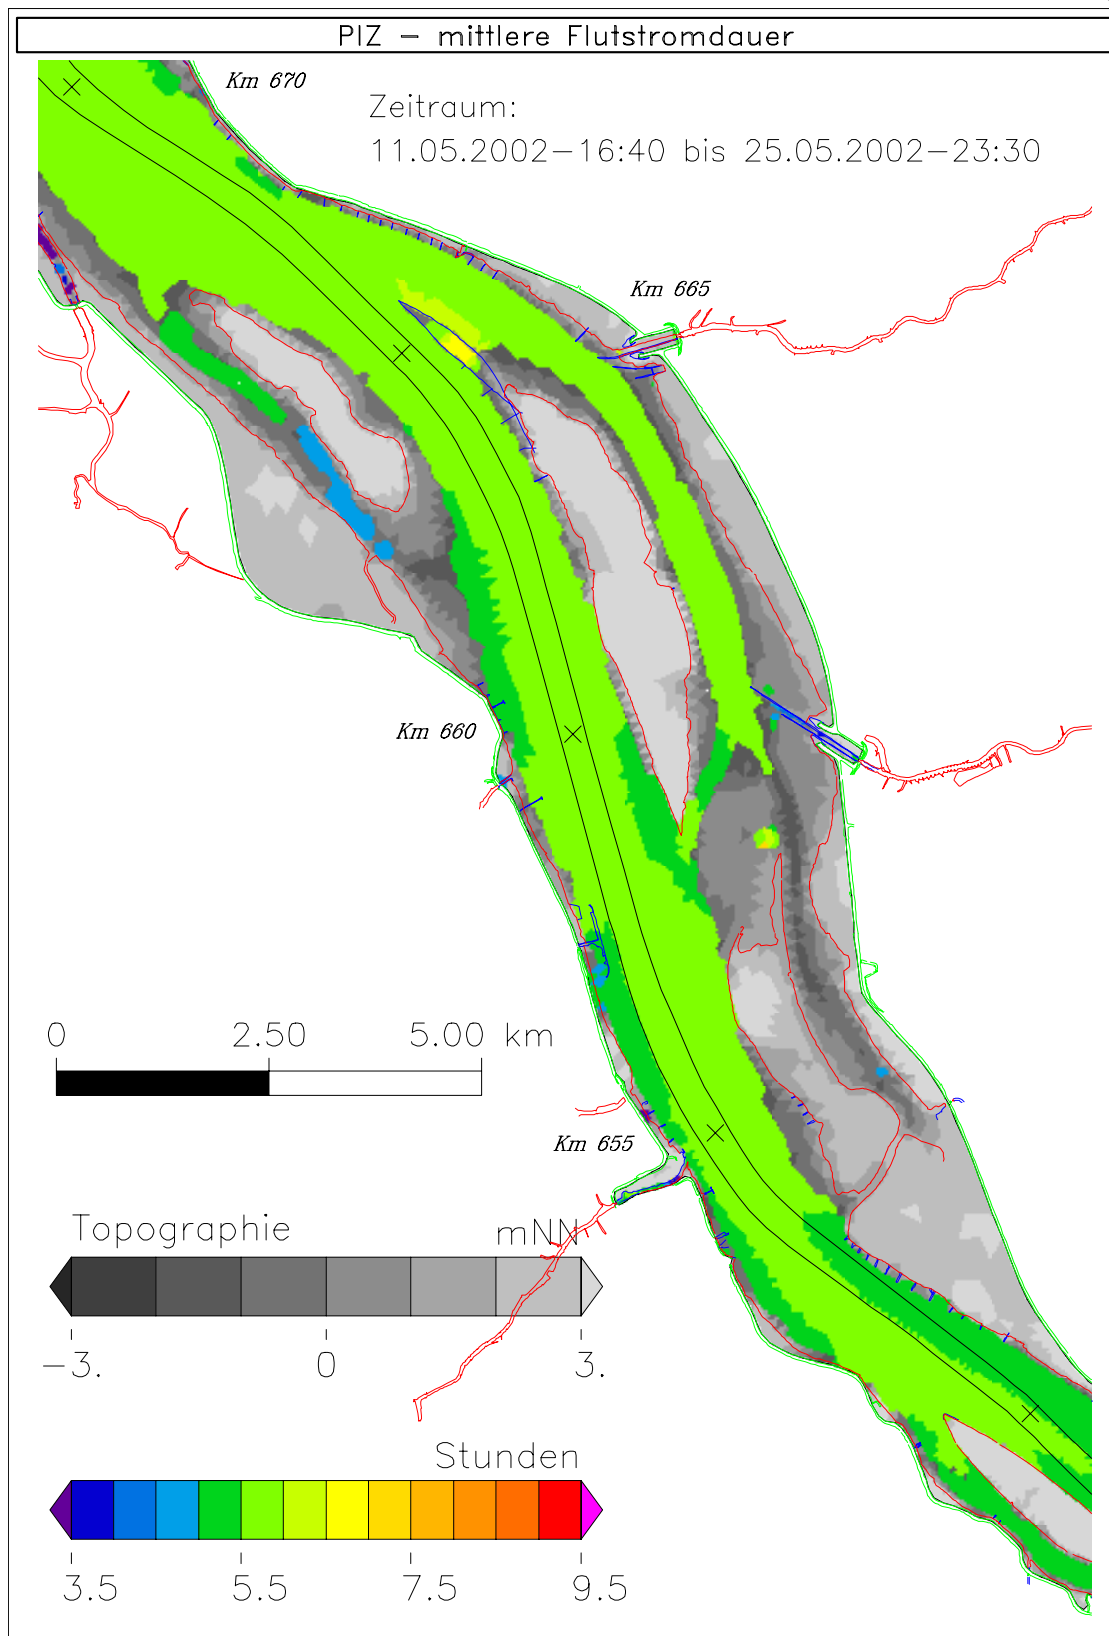 PIZ − mittlere Flutstromdauer
Km 670
Zeitraum:
11.05.2002−16:40 bis 25.05.2002−23:30
Km 665
Km 660
0 2.50 5.00 km
Km 655
Topographie mNN
−3. 0 3.
Stunden
3.5 5.5 7.5 9.5